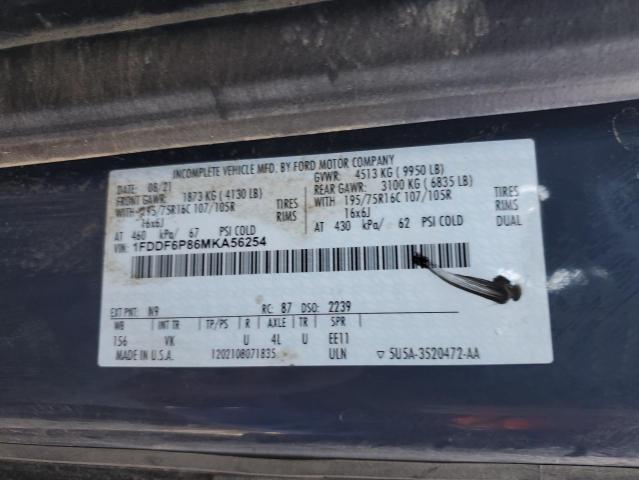 INCOMPLETE VEHICLE MFD. BY FORD MOTOR COMPANY
DATE: 08/21 GVWR: 4513 KG ( 9950 LB)
FRONT GAWR: 1873 KG ( 4130 LB) REAR GAWR: 3100 KG ( 6835 LB)
WITH 195/75R16C 107/105R TIRES WITH 195/75R16C 107/105R TIRES
16x6J RIMS 16x6J RIMS
AT 460 kPa/ 67 PSI COLD AT 430 kPa/ 62 PSI COLD DUAL
VIN: 1FDDF6P86MKA56254
EXT PNT: N9 RC: 87 DSO: 2239
WB INT TR TP/PS R AXLE TR SPR
156 VK U 4L U EE11
MADE IN U.S.A. 1202108071835 ULN ▽ 5U5A-3520472-AA